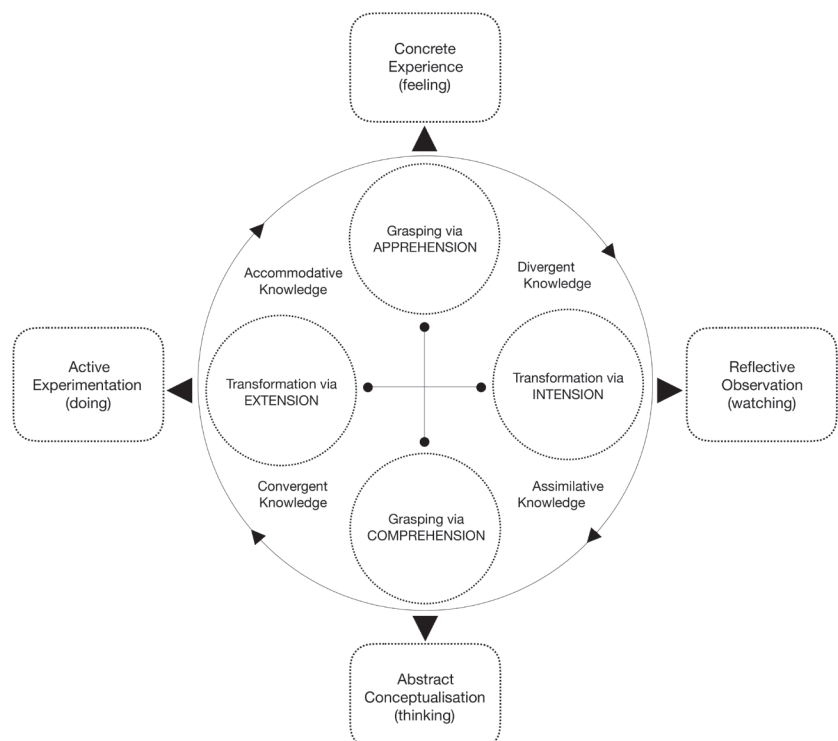 Concrete
Experience
(feeling)
Grasping via
APPREHENSION
Accommodative
Knowledge
Divergent
Knowledge
Active
Experimentation
(doing)
Transformation via
EXTENSION
Transformation via
INTENSION
Reflective
Observation
(watching)
Convergent
Knowledge
Assimilative
Knowledge
Grasping via
COMPREHENSION
Abstract
Conceptualisation
(thinking)